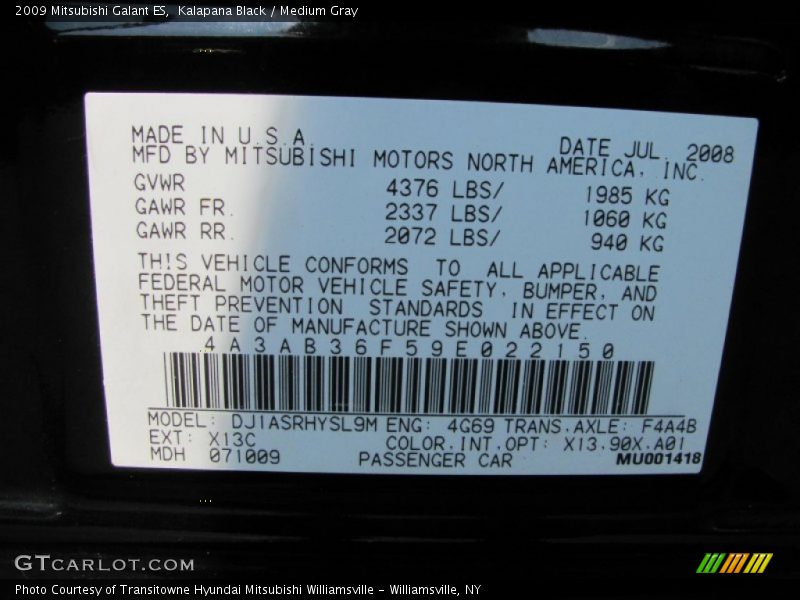 2009 Mitsubishi Galant ES, Kalapana Black / Medium Gray
MADE IN U.S.A. DATE JUL. 2008
MFD BY MITSUBISHI MOTORS NORTH AMERICA, INC.
GVWR 4376 LBS/ 1985 KG
GAWR FR. 2337 LBS/ 1060 KG
GAWR RR. 2072 LBS/ 940 KG
THIS VEHICLE CONFORMS TO ALL APPLICABLE
FEDERAL MOTOR VEHICLE SAFETY, BUMPER, AND
THEFT PREVENTION STANDARDS IN EFFECT ON
THE DATE OF MANUFACTURE SHOWN ABOVE.
4A3AB36F59E022150
MODEL: DJ1ASRHYSL9M ENG: 4G69 TRANS.AXLE: F4A4B
EXT: X13C COLOR.INT.OPT: X13.90X.A01
MDH 071009 PASSENGER CAR MU001418
GTCARLOT.COM
Photo Courtesy of Transitowne Hyundai Mitsubishi Williamsville - Williamsville, NY